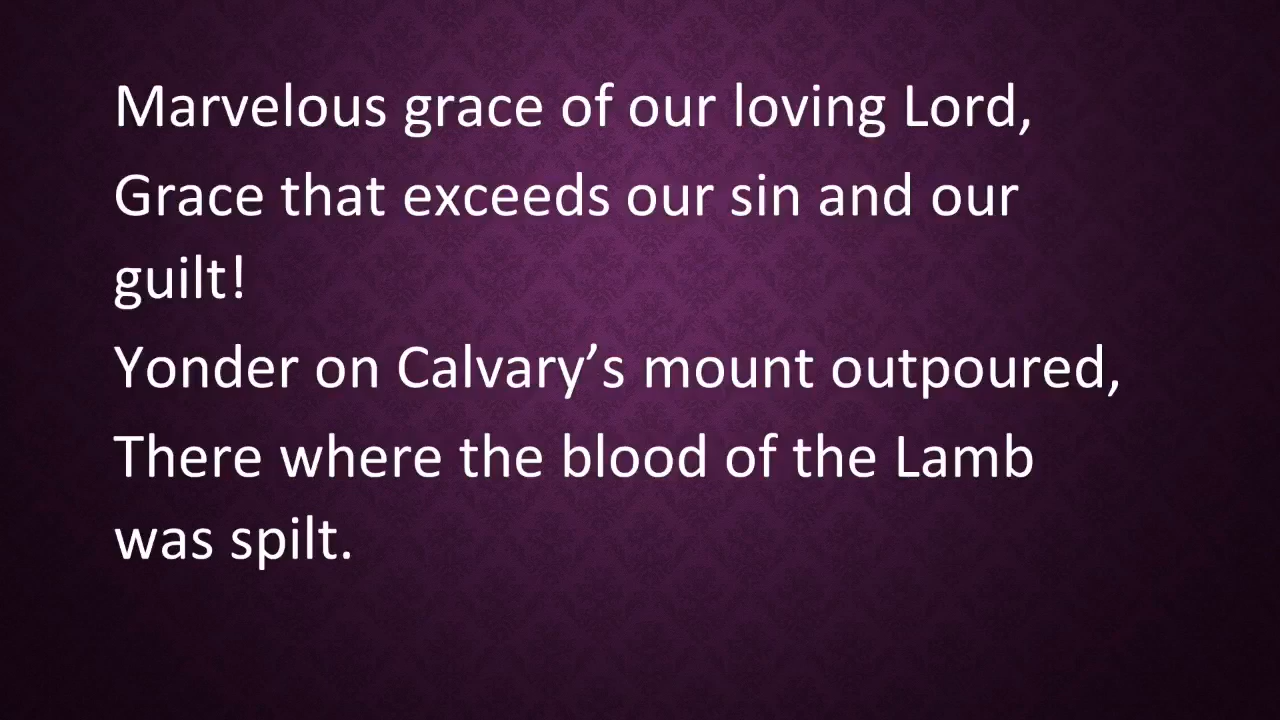 Marvelous grace of our loving Lord,
Grace that exceeds our sin and our
guilt!
Yonder on Calvary’s mount outpoured,
There where the blood of the Lamb
was spilt.